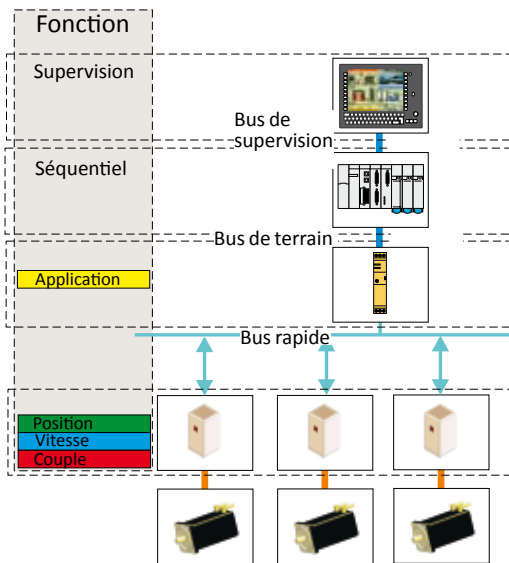 Fonction
Supervision
Bus de
supervision
Séquentiel
Bus de terrain
Application
Bus rapide
Position
Vitesse
Couple